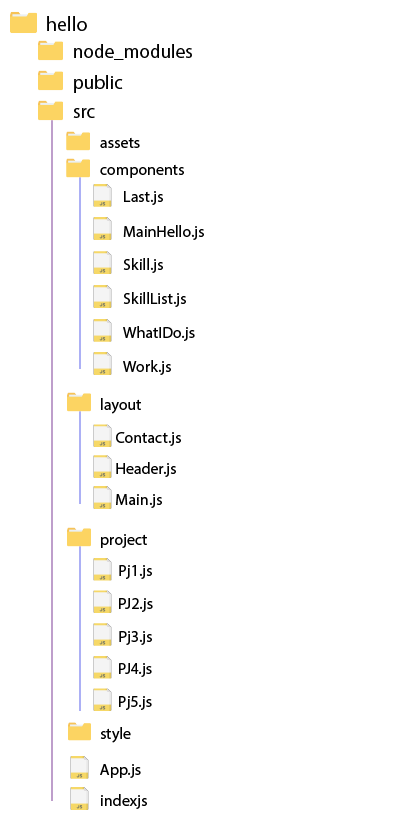 hello
node_modules
public
src
assets
components
Last.js
MainHello.js
Skill.js
SkillList.js
WhatIDo.js
Work.js
layout
Contact.js
Header.js
Main.js
project
Pj1.js
PJ2.js
Pj3.js
PJ4.js
Pj5.js
style
App.js
indexjs